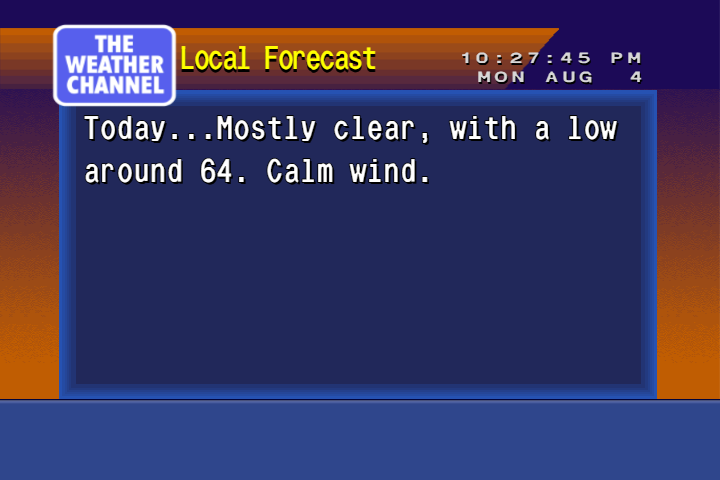 THE
WEATHER
CHANNEL
Local Forecast
10:27:45 PM
MON AUG 4
Today...Mostly clear, with a low
around 64. Calm wind.